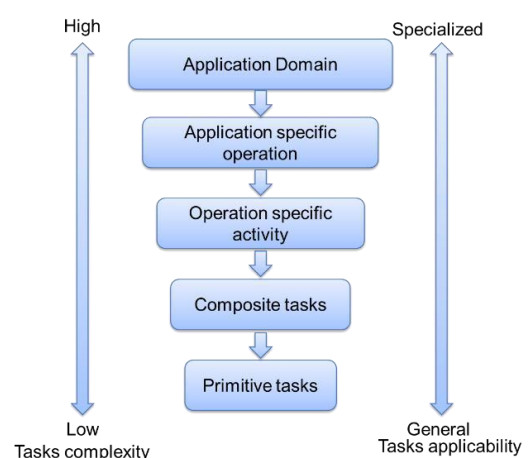 High
Specialized
Application Domain
Application specific
operation
Operation specific
activity
Composite tasks
Primitive tasks
Low
Tasks complexity
General
Tasks applicability